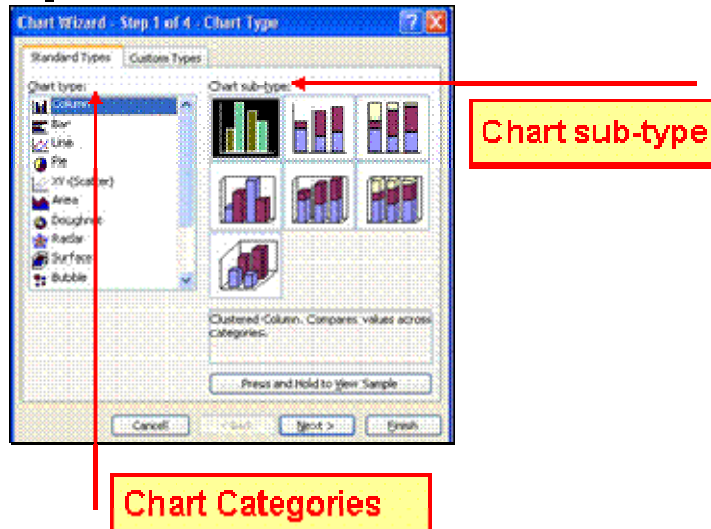 Chart Wizard - Step 1 of 4 - Chart Type
Standard Types Custom Types
Chart type:
Chart sub-type:
Column
Bar
Line
Pie
XY (Scatter)
Area
Doughnut
Radar
Surface
Bubble
Chart sub-type
Clustered Column. Compares values across
categories.
Press and Hold to View Sample
Cancel < Back Next > Finish
Chart Categories